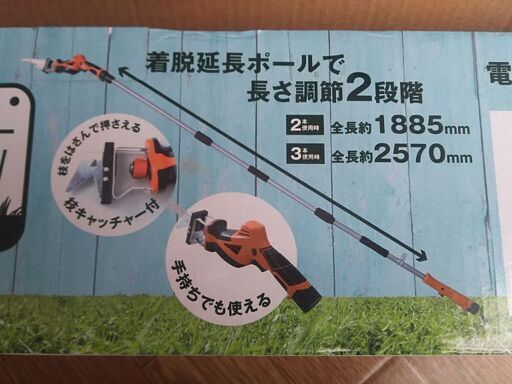 着脱延長ポールで
長さ調節2段階
2本使用時 全長約1885mm
3本使用時 全長約2570mm
枝をはさんで押さえる
枝キャッチャー付
手持ちでも使える
電